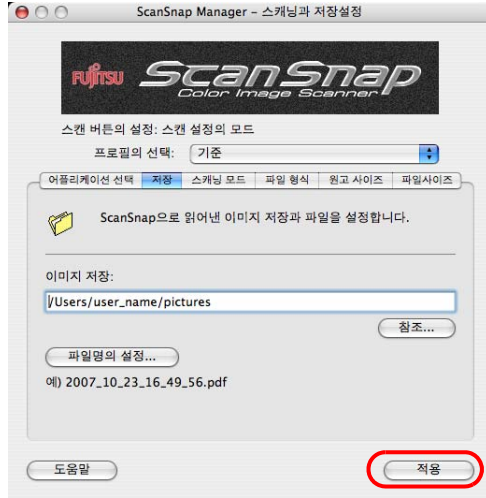 ScanSnap Manager – 스캐닝과 저장설정
FUJITSU ScanSnap
Color Image Scanner
스캔 버튼의 설정: 스캔 설정의 모드
프로필의 선택: 기준
어플리케이션 선택 저장 스캐닝 모드 파일 형식 원고 사이즈 파일사이즈
ScanSnap으로 읽어낸 이미지 저장과 파일을 설정합니다.
이미지 저장:
/Users/user_name/pictures
참조...
파일명의 설정...
예) 2007_10_23_16_49_56.pdf
도움말 적용